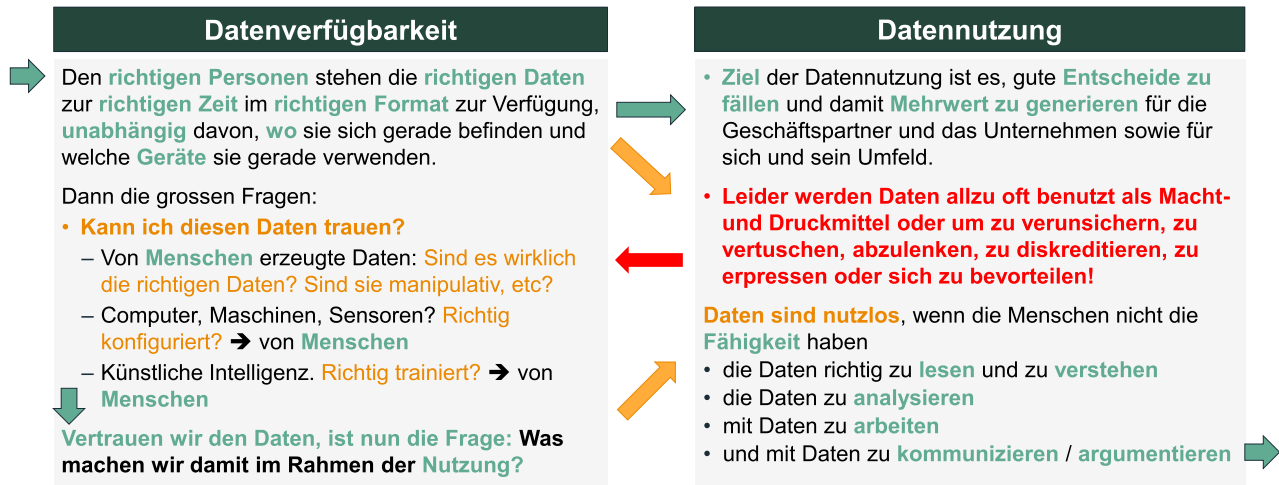 Datenverfügbarkeit
Den richtigen Personen stehen die richtigen Daten
zur richtigen Zeit im richtigen Format zur Verfügung,
unabhängig davon, wo sie sich gerade befinden und
welche Geräte sie gerade verwenden.
Dann die grossen Fragen:
• Kann ich diesen Daten trauen?
– Von Menschen erzeugte Daten: Sind es wirklich
die richtigen Daten? Sind sie manipulativ, etc?
– Computer, Maschinen, Sensoren? Richtig
konfiguriert? ➔ von Menschen
– Künstliche Intelligenz. Richtig trainiert? ➔ von
Menschen
Vertrauen wir den Daten, ist nun die Frage: Was
machen wir damit im Rahmen der Nutzung?
Datennutzung
• Ziel der Datennutzung ist es, gute Entscheide zu
fällen und damit Mehrwert zu generieren für die
Geschäftspartner und das Unternehmen sowie für
sich und sein Umfeld.
• Leider werden Daten allzu oft benutzt als Macht-
und Druckmittel oder um zu verunsichern, zu
vertuschen, abzulenken, zu diskreditieren, zu
erpressen oder sich zu bevorteilen!
Daten sind nutzlos, wenn die Menschen nicht die
Fähigkeit haben
• die Daten richtig zu lesen und zu verstehen
• die Daten zu analysieren
• mit Daten zu arbeiten
• und mit Daten zu kommunizieren / argumentieren